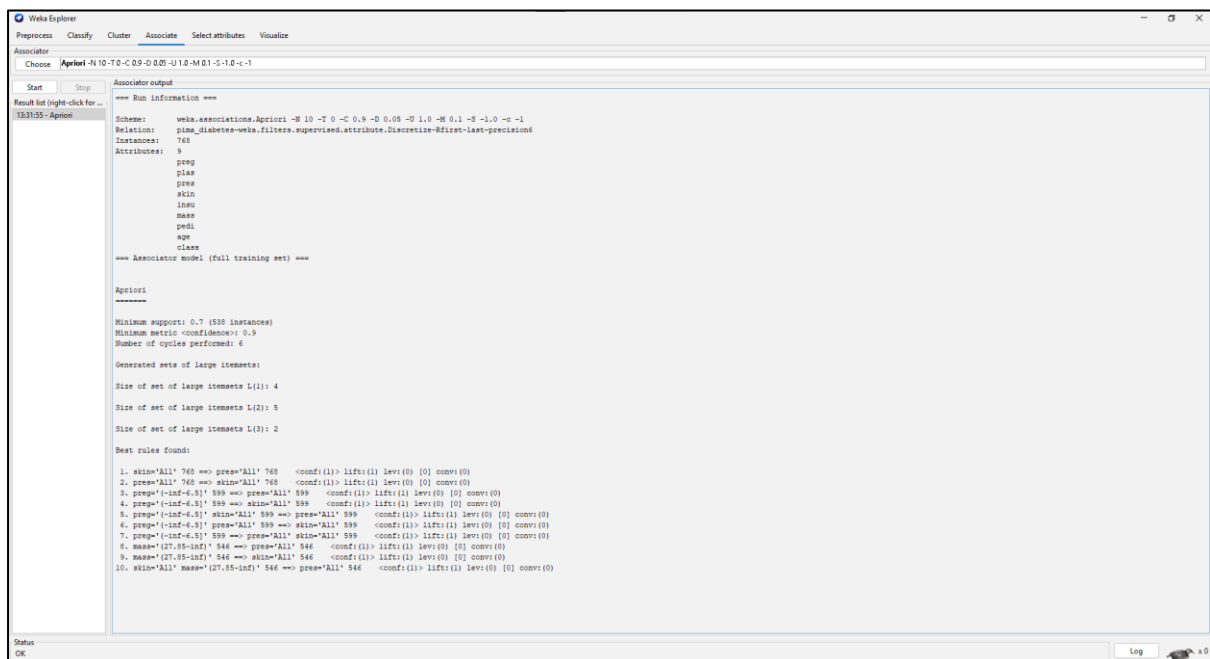 Weka Explorer
Preprocess Classify Cluster Associate Select attributes Visualize
Associator
Choose Apriori -N 10 -T 0 -C 0.9 -D 0.05 -U 1.0 -M 0.1 -S -1.0 -c -1
Start Stop
Result list (right-click for ...
13:31:55 - Apriori
Associator output
=== Run information ===
Scheme: weka.associations.Apriori -N 10 -T 0 -C 0.9 -D 0.05 -U 1.0 -M 0.1 -S -1.0 -c -1
Relation: pima_diabetes-weka.filters.supervised.attribute.Discretize-Rfirst-last-precision6
Instances: 768
Attributes: 9
preg
plas
pres
skin
insu
mass
pedi
age
class
=== Associator model (full training set) ===
Apriori
=======
Minimum support: 0.7 (538 instances)
Minimum metric <confidence>: 0.9
Number of cycles performed: 6
Generated sets of large itemsets:
Size of set of large itemsets L(1): 4
Size of set of large itemsets L(2): 5
Size of set of large itemsets L(3): 2
Best rules found:
1. skin='All' 768 ==> pres='All' 768 <conf:(1)> lift:(1) lev:(0) [0] conv:(0)
2. pres='All' 768 ==> skin='All' 768 <conf:(1)> lift:(1) lev:(0) [0] conv:(0)
3. preg='(-inf-6.5]' 599 ==> pres='All' 599 <conf:(1)> lift:(1) lev:(0) [0] conv:(0)
4. preg='(-inf-6.5]' 599 ==> skin='All' 599 <conf:(1)> lift:(1) lev:(0) [0] conv:(0)
5. preg='(-inf-6.5]' skin='All' 599 ==> pres='All' 599 <conf:(1)> lift:(1) lev:(0) [0] conv:(0)
6. preg='(-inf-6.5]' pres='All' 599 ==> skin='All' 599 <conf:(1)> lift:(1) lev:(0) [0] conv:(0)
7. preg='(-inf-6.5]' 599 ==> pres='All' skin='All' 599 <conf:(1)> lift:(1) lev:(0) [0] conv:(0)
8. mass='(27.85-inf)' 546 ==> pres='All' 546 <conf:(1)> lift:(1) lev:(0) [0] conv:(0)
9. mass='(27.85-inf)' 546 ==> skin='All' 546 <conf:(1)> lift:(1) lev:(0) [0] conv:(0)
10. skin='All' mass='(27.85-inf)' 546 ==> pres='All' 546 <conf:(1)> lift:(1) lev:(0) [0] conv:(0)
Status
OK
Log x 0